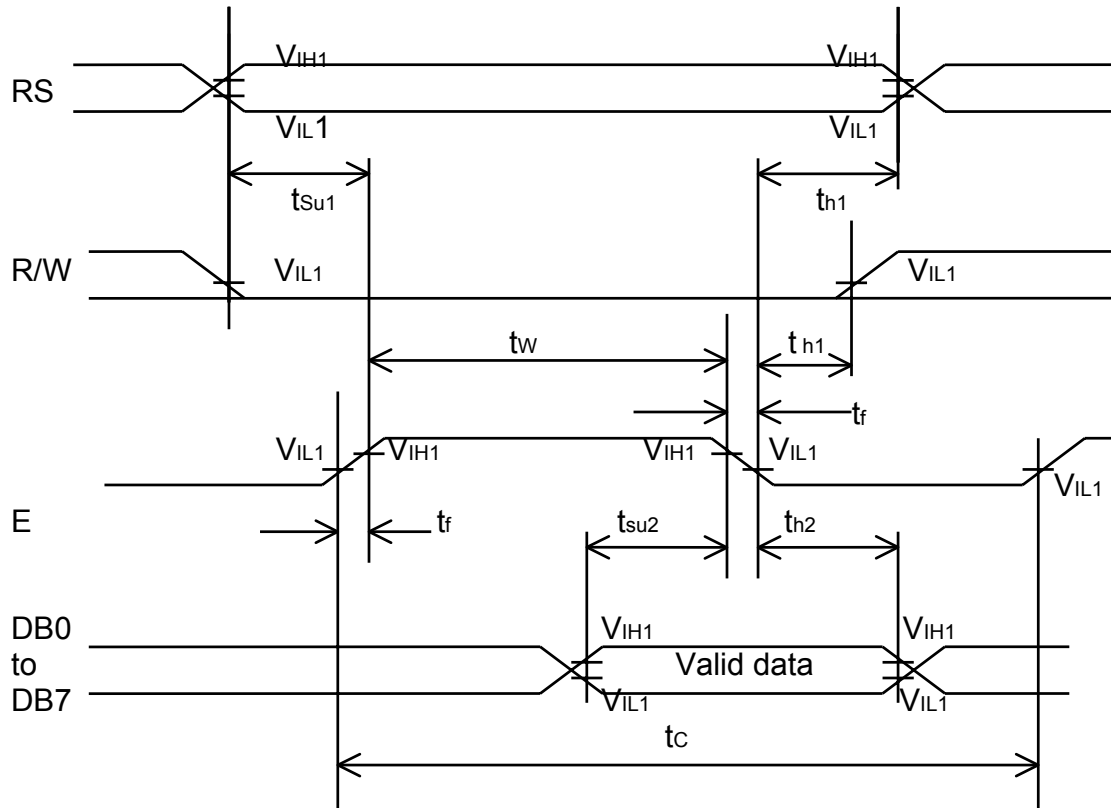 VIH1 VIH1
RS
VIL1 VIL1
tSu1 th1
R/W VIL1 VIL1
tW th1
tf
VIL1 VIH1 VIH1 VIL1
VIL1
E tf tsu2 th2
DB0 VIH1 VIH1
to Valid data
DB7 VIL1 VIL1
tC